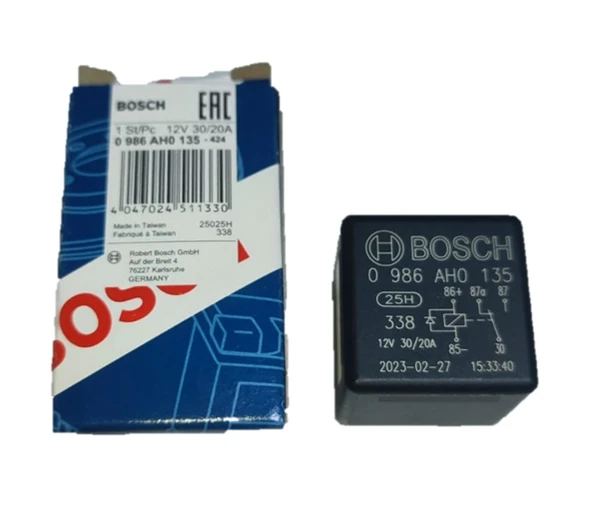 BOSCH
EAC
1 St/Pc 12V 30/20A
0 986 AH0 135 - 424
4 047024 511330
Made in Taiwan 25025H
Fabriqué à Taiwan 338
Robert Bosch GmbH
Auf der Breit 4
76227 Karlsruhe
GERMANY
BOSCH
BOSCH
0 986 AH0 135
86+ 87a 87
25H
338
12V 30/20A 85- 30
2023-02-27 15:33:40